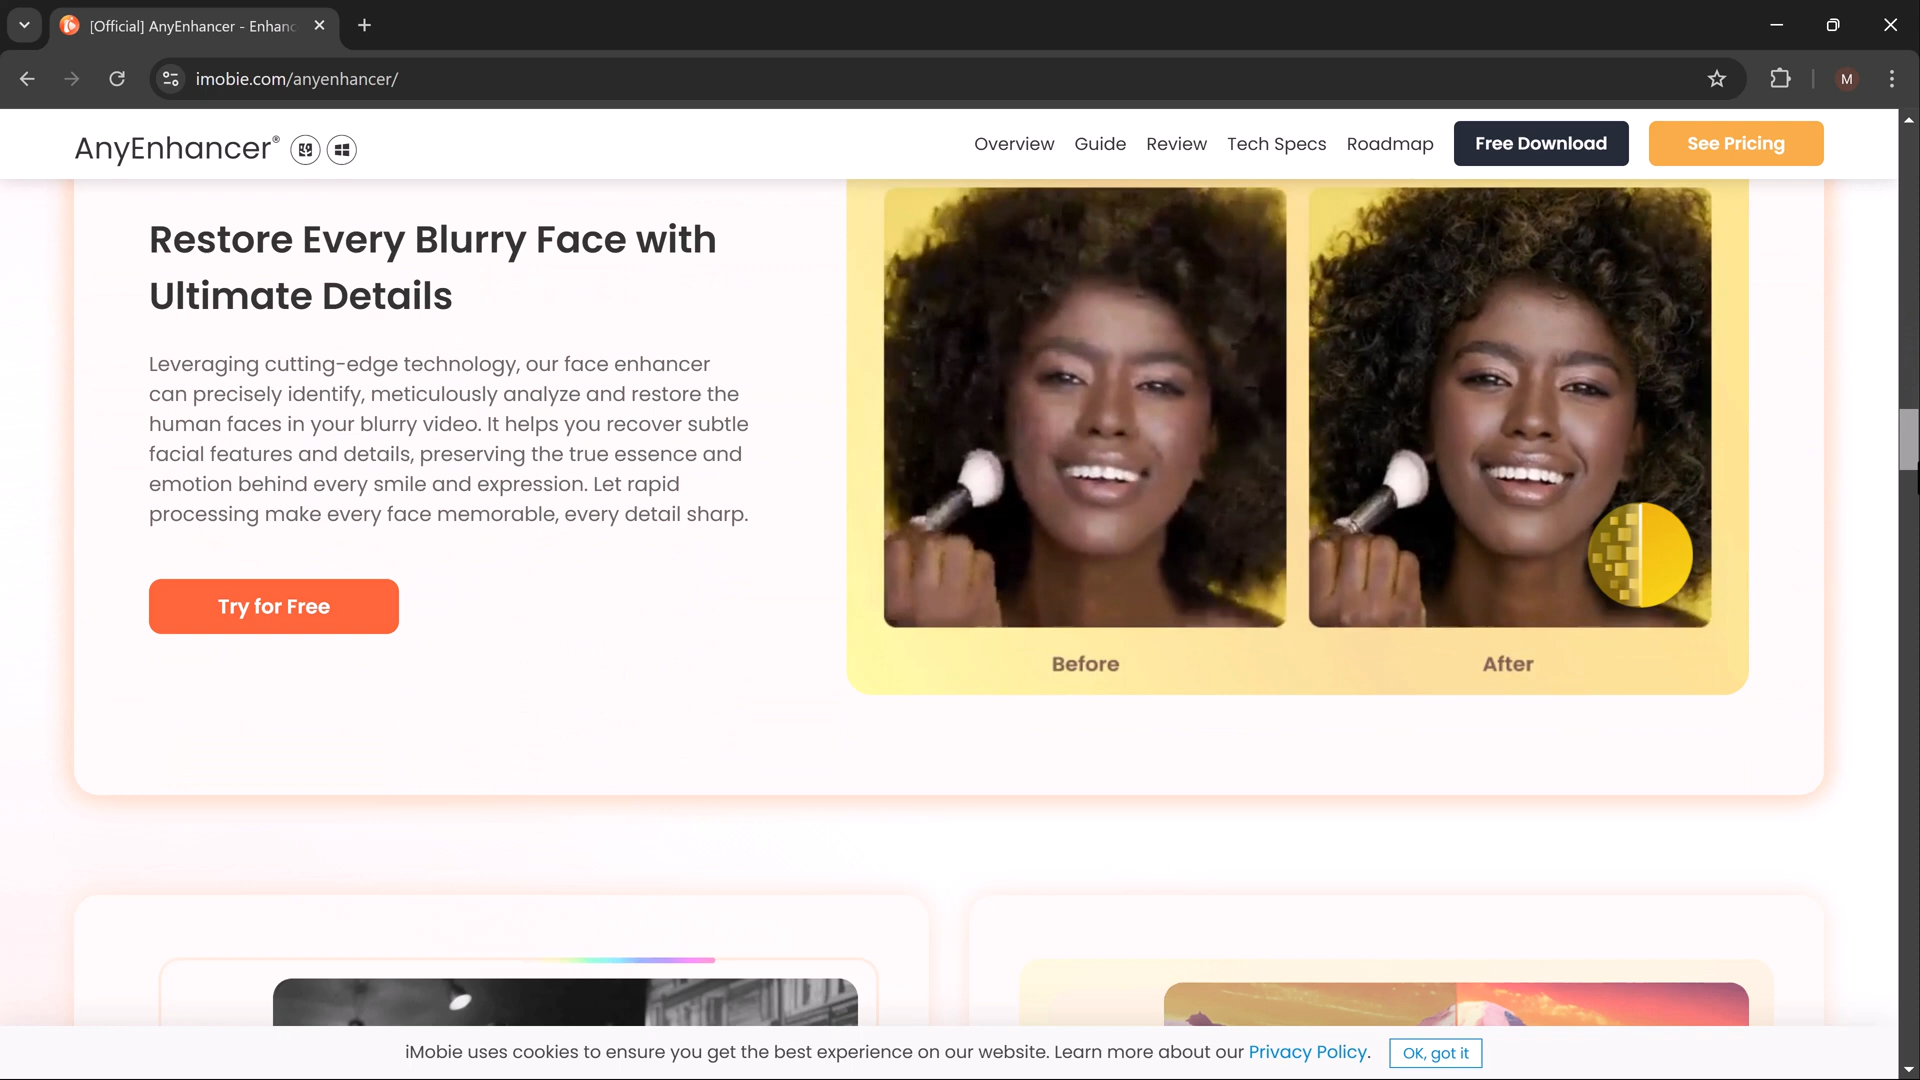 [Official] AnyEnhancer - Enhanc
imobie.com/anyenhancer/
M
AnyEnhancer®
Overview
Guide
Review
Tech Specs
Roadmap
Free Download
See Pricing
Restore Every Blurry Face with
Ultimate Details
Leveraging cutting-edge technology, our face enhancer
can precisely identify, meticulously analyze and restore the
human faces in your blurry video. It helps you recover subtle
facial features and details, preserving the true essence and
emotion behind every smile and expression. Let rapid
processing make every face memorable, every detail sharp.
Try for Free
Before
After
iMobie uses cookies to ensure you get the best experience on our website. Learn more about our Privacy Policy.
OK, got it